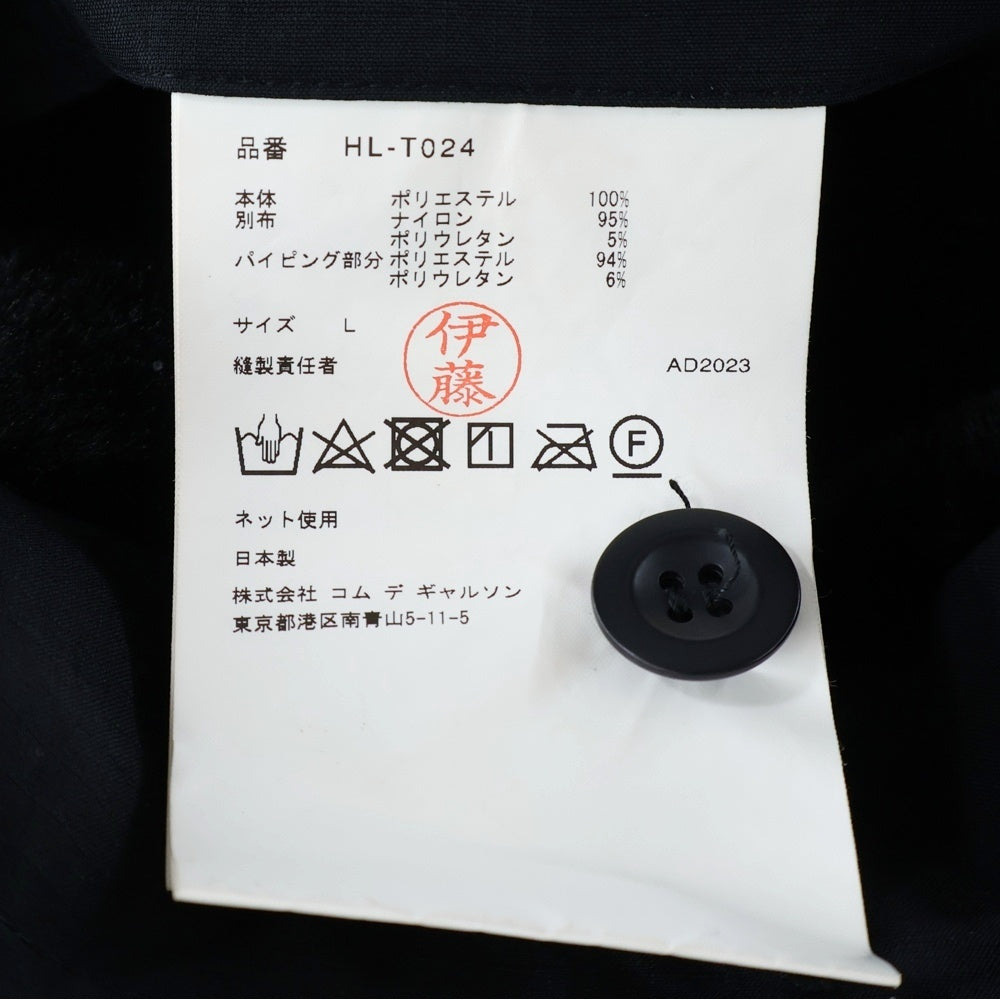 品番 HL-T024
本体 ポリエステル 100%
別布 ナイロン 95%
ポリウレタン 5%
パイピング部分 ポリエステル 94%
ポリウレタン 6%
サイズ L
伊藤
縫製責任者 AD2023
F
ネット使用
日本製
株式会社 コム デ ギャルソン
東京都港区南青山5-11-5